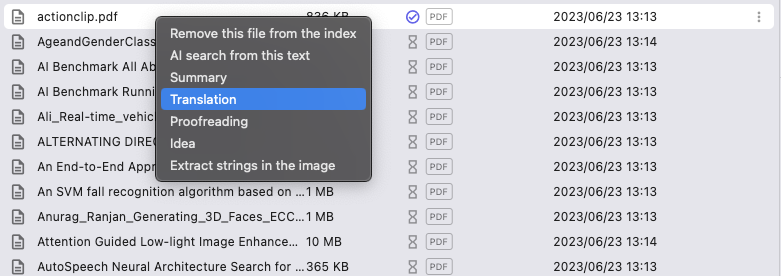 actionclip.pdf 836 KB PDF 2023/06/23 13:13
Remove this file from the index
AgeandGenderClass PDF 2023/06/23 13:14
AI search from this text
AI Benchmark All Ab PDF 2023/06/23 13:13
Summary
AI Benchmark Runni PDF 2023/06/23 13:13
Translation
Ali_Real-time_vehic PDF 2023/06/23 13:13
Proofreading
ALTERNATING DIREC PDF 2023/06/23 13:13
Idea
An End-to-End Appr PDF 2023/06/23 13:13
Extract strings in the image
An SVM fall recognition algorithm based on ... 1 MB PDF 2023/06/23 13:13
Anurag_Ranjan_Generating_3D_Faces_ECC... 1 MB PDF 2023/06/23 13:13
Attention Guided Low-light Image Enhance... 10 MB PDF 2023/06/23 13:14
AutoSpeech Neural Architecture Search for ... 365 KB PDF 2023/06/23 13:13